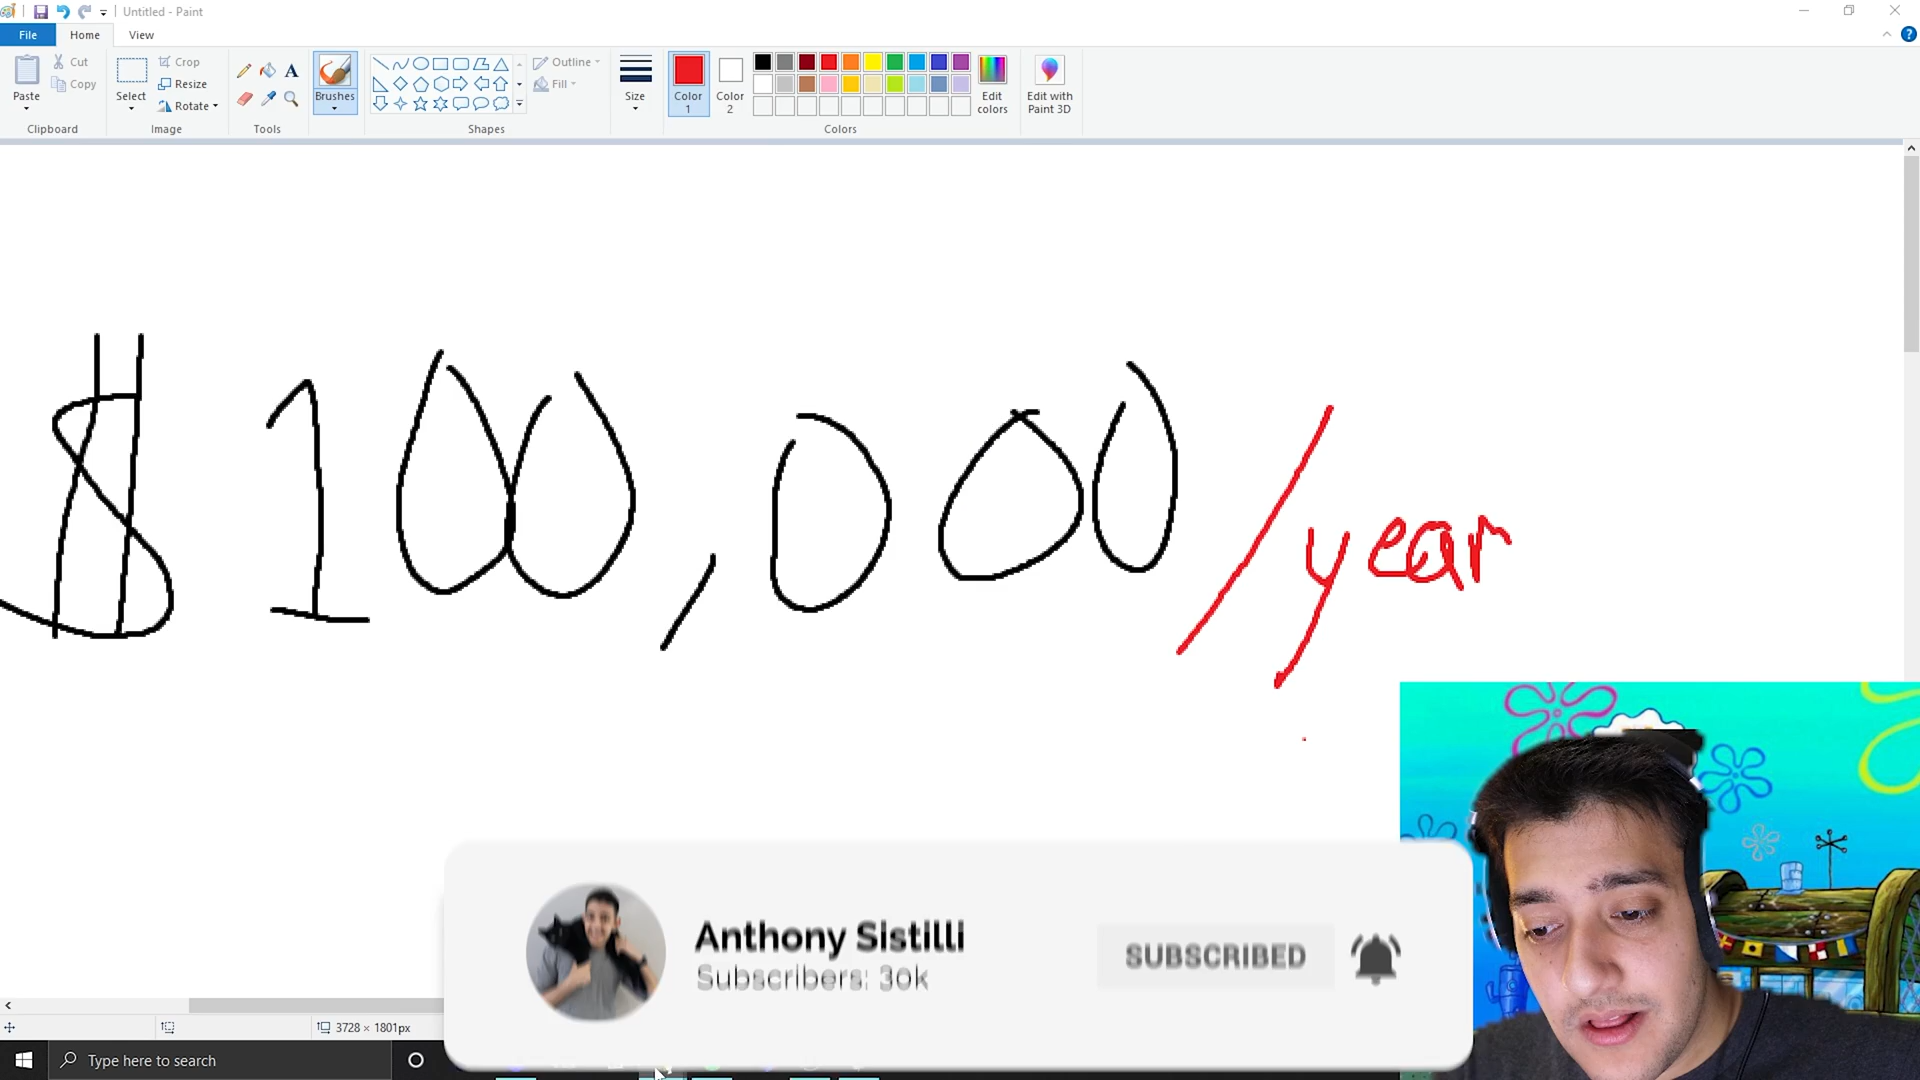 Untitled - Paint
File Home View
Paste
Cut
Copy
Clipboard
Select
Crop
Resize
Rotate
Image
Tools
Brushes
Shapes
Outline
Fill
Size
Color 1
Color 2
Colors
Edit colors
Edit with Paint 3D
$100,000/year
Anthony Sistilli
Subscribers: 30k
SUBSCRIBED
3728 × 1801px
Type here to search